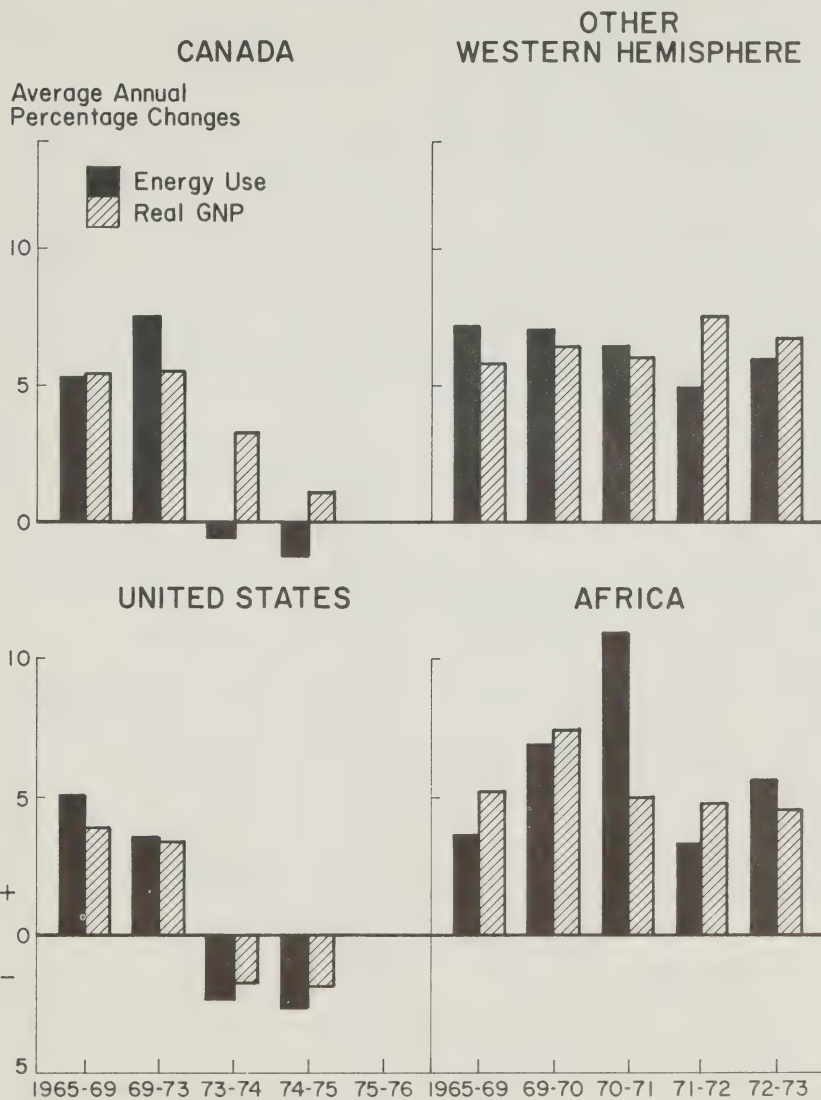 CANADA
OTHER
WESTERN HEMISPHERE
Average Annual
Percentage Changes
Energy Use
Real GNP
10
5
0
UNITED STATES
AFRICA
10
5
+
0
-
5
1965-69 69-73 73-74 74-75 75-76 1965-69 69-70 70-71 71-72 72-73